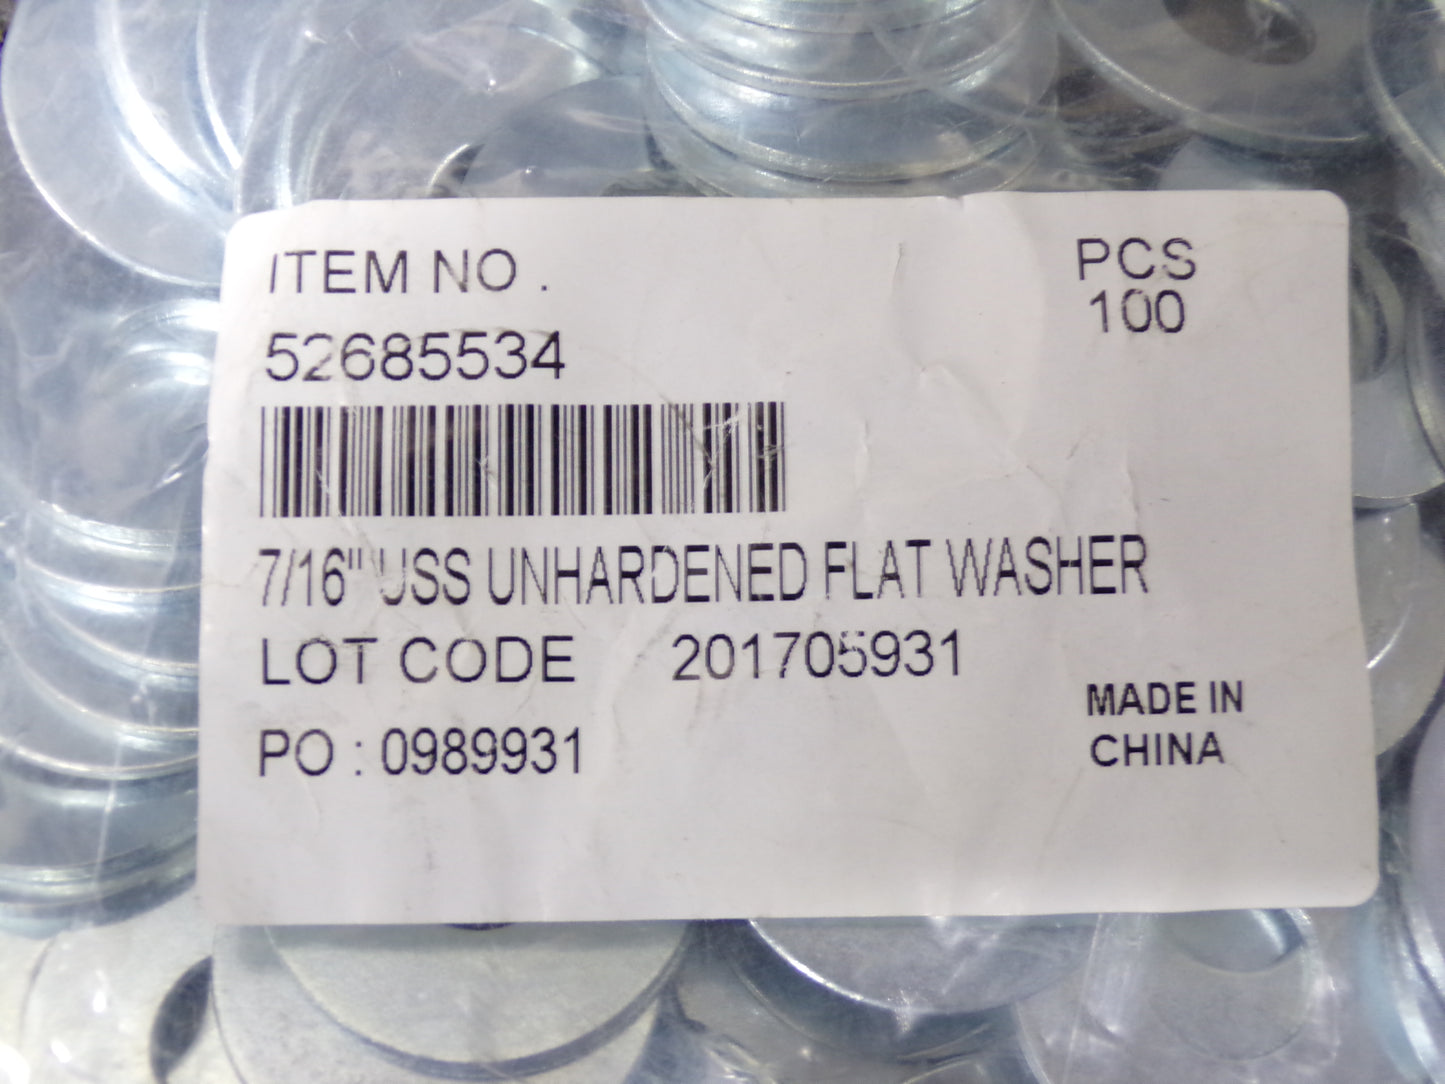 ITEM NO .
PCS
100
52685534
7/16" USS UNHARDENED FLAT WASHER
LOT CODE 201705931
MADE IN
CHINA
PO : 0989931